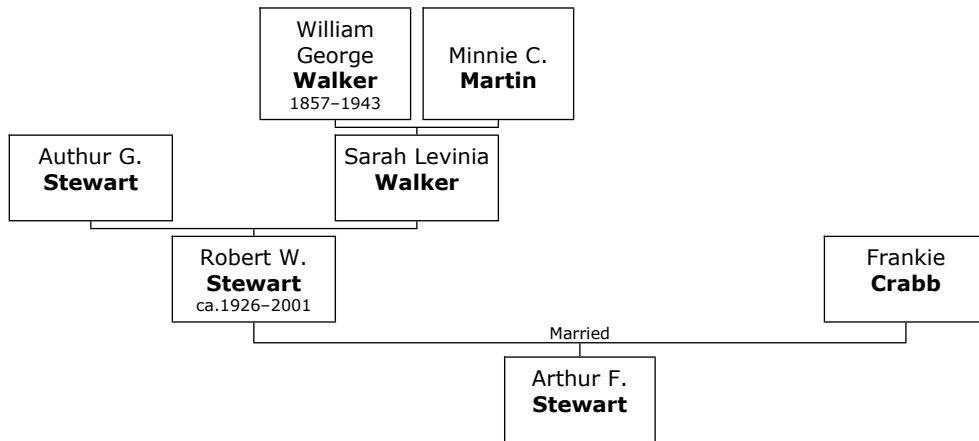 William
George
Walker
1857–1943
Minnie C.
Martin
Authur G.
Stewart
Sarah Levinia
Walker
Robert W.
Stewart
ca.1926–2001
Frankie
Crabb
Married
Arthur F.
Stewart